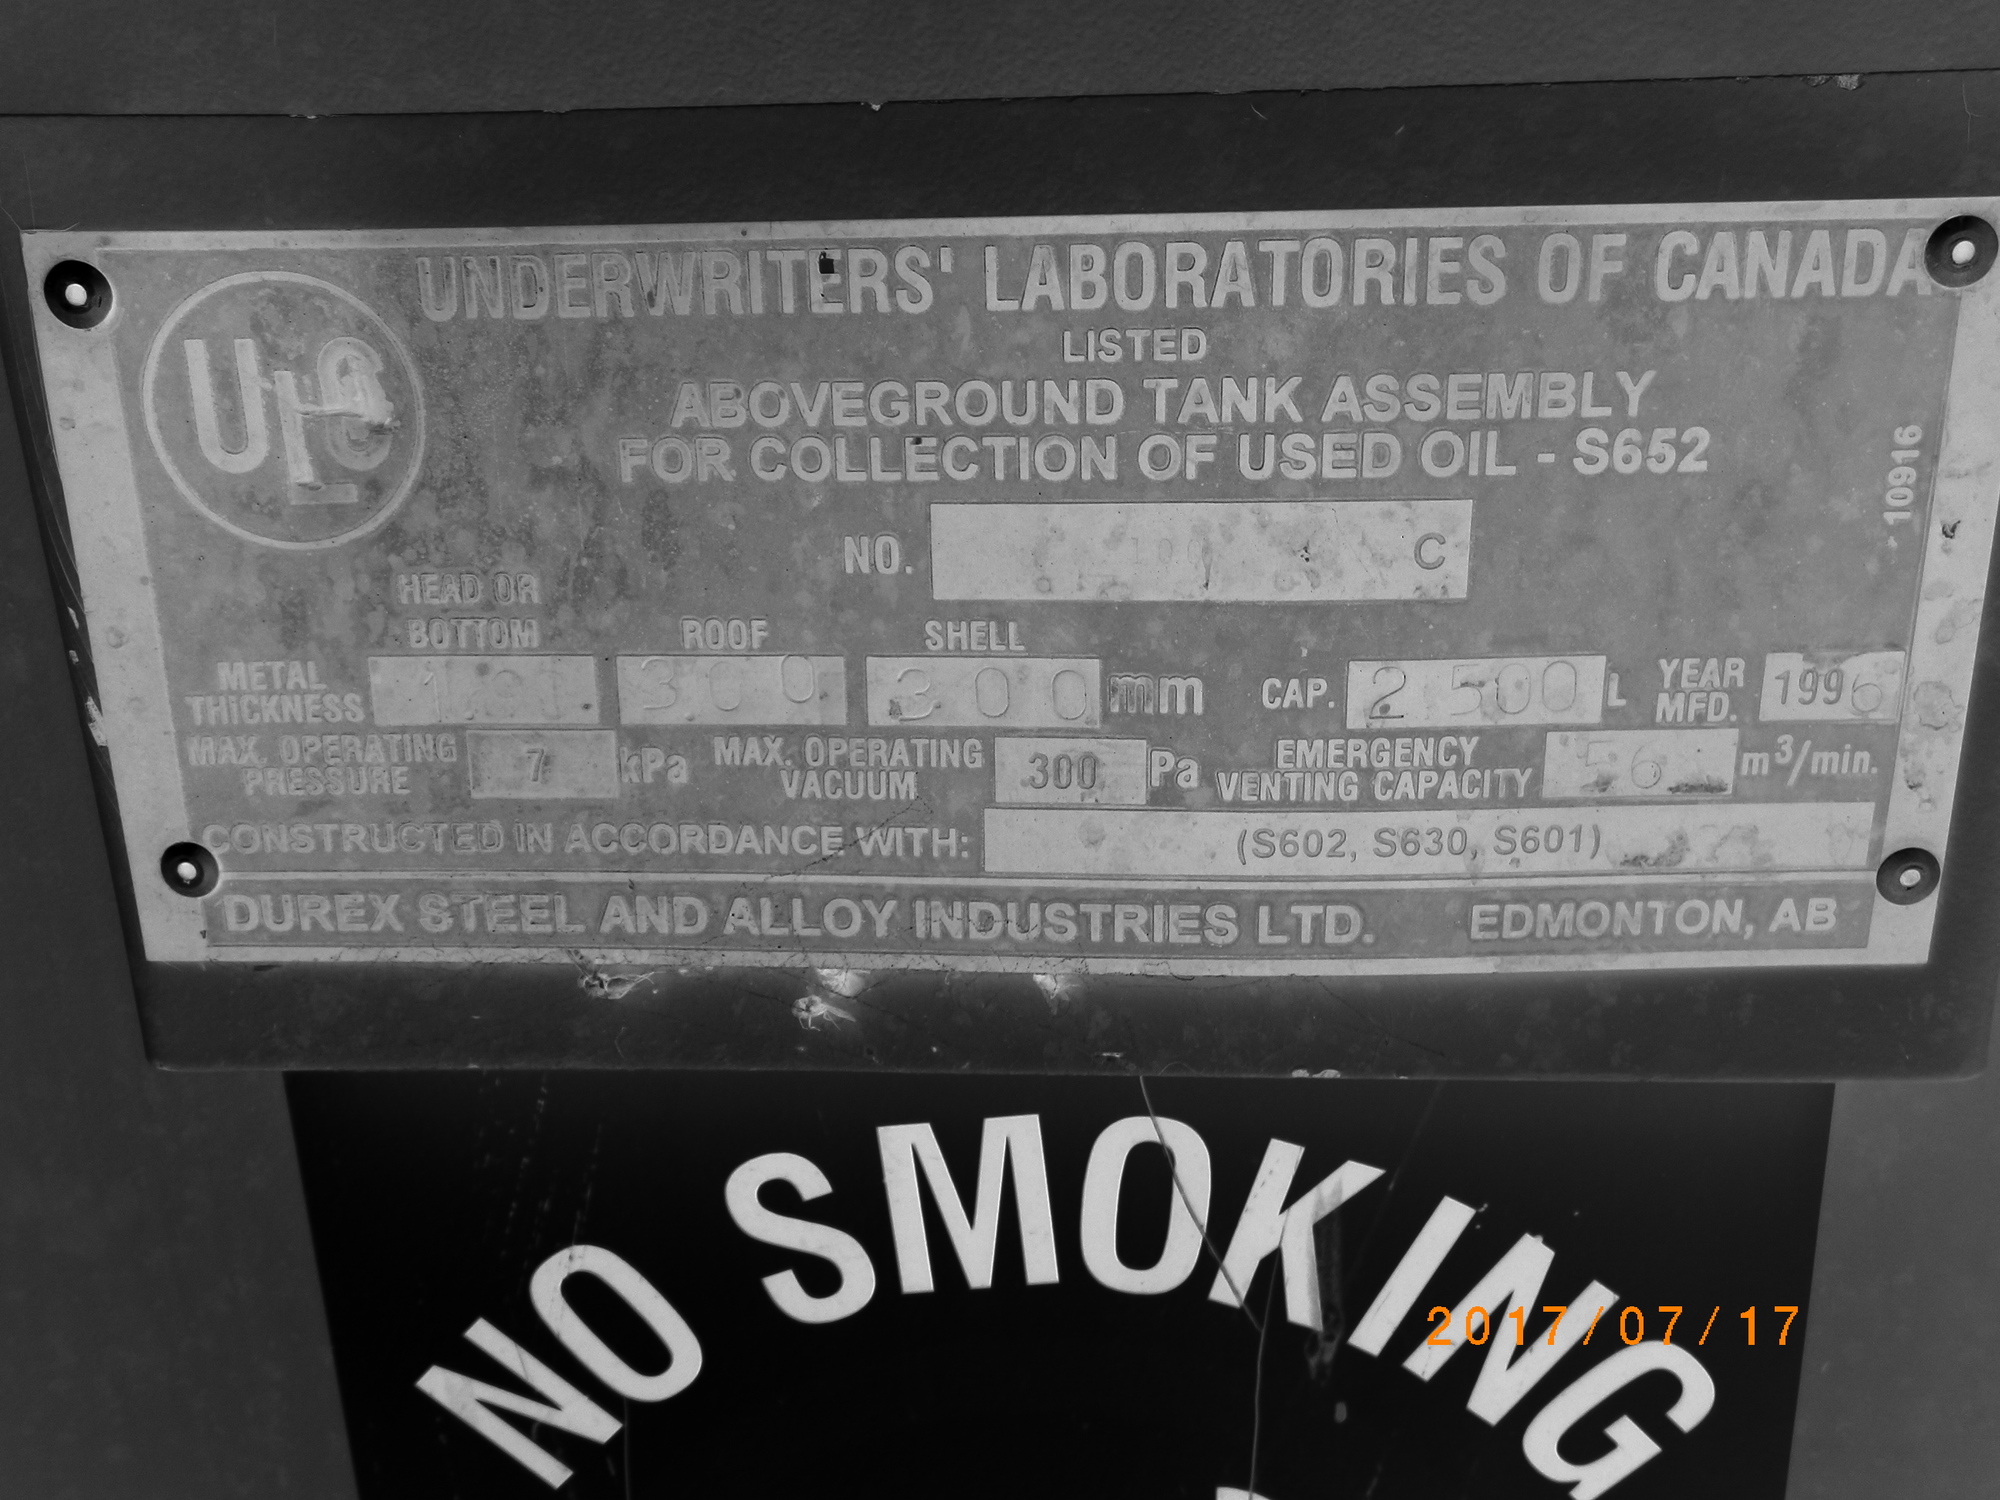 ULC
UNDERWRITERS' LABORATORIES OF CANADA
LISTED
ABOVEGROUND TANK ASSEMBLY
FOR COLLECTION OF USED OIL - S652
10916
NO. C
HEAD OR
BOTTOM ROOF SHELL
METAL
THICKNESS 300 300 mm CAP. 2 500 L YEAR
MFD. 1996
MAX. OPERATING
PRESSURE 7 kPa MAX. OPERATING
VACUUM 300 Pa EMERGENCY
VENTING CAPACITY 56 m³/min.
CONSTRUCTED IN ACCORDANCE WITH: (S602, S630, S601)
DUREX STEEL AND ALLOY INDUSTRIES LTD. EDMONTON, AB
NO SMOKING
2017/07/17